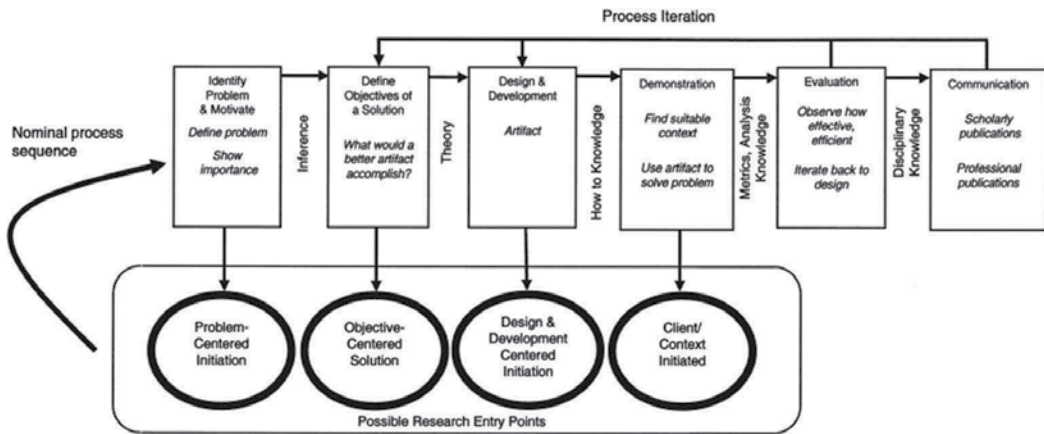 Process Iteration
Nominal process
sequence
Identify
Problem
& Motivate
Define problem
Show
importance
Inference
Define
Objectives of
a Solution
What would a
better artifact
accomplish?
Theory
Design &
Development
Artifact
How to Knowledge
Demonstration
Find suitable
context
Use artifact to
solve problem
Metrics, Analysis
Knowledge
Evaluation
Observe how
effective,
efficient
Iterate back to
design
Disciplinary
Knowledge
Communication
Scholarly
publications
Professional
publications
Problem-
Centered
Initiation
Objective-
Centered
Solution
Design &
Development
Centered
Initiation
Client/
Context
Initiated
Possible Research Entry Points